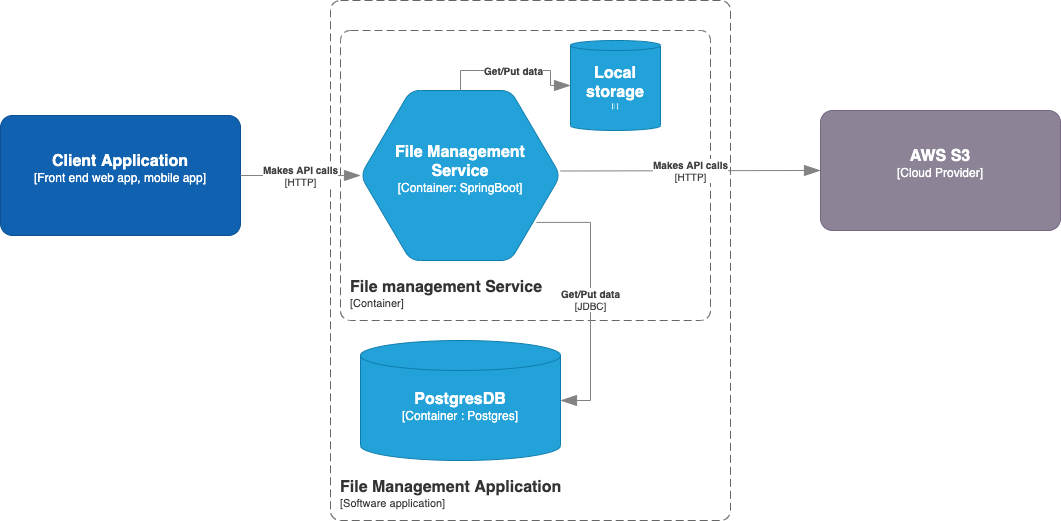 Client Application
[Front end web app, mobile app]
Makes API calls
[HTTP]
File Management
Service
[Container: SpringBoot]
Get/Put data
Local
storage
[:]
Makes API calls
[HTTP]
AWS S3
[Cloud Provider]
File management Service
[Container]
Get/Put data
[JDBC]
PostgresDB
[Container : Postgres]
File Management Application
[Software application]